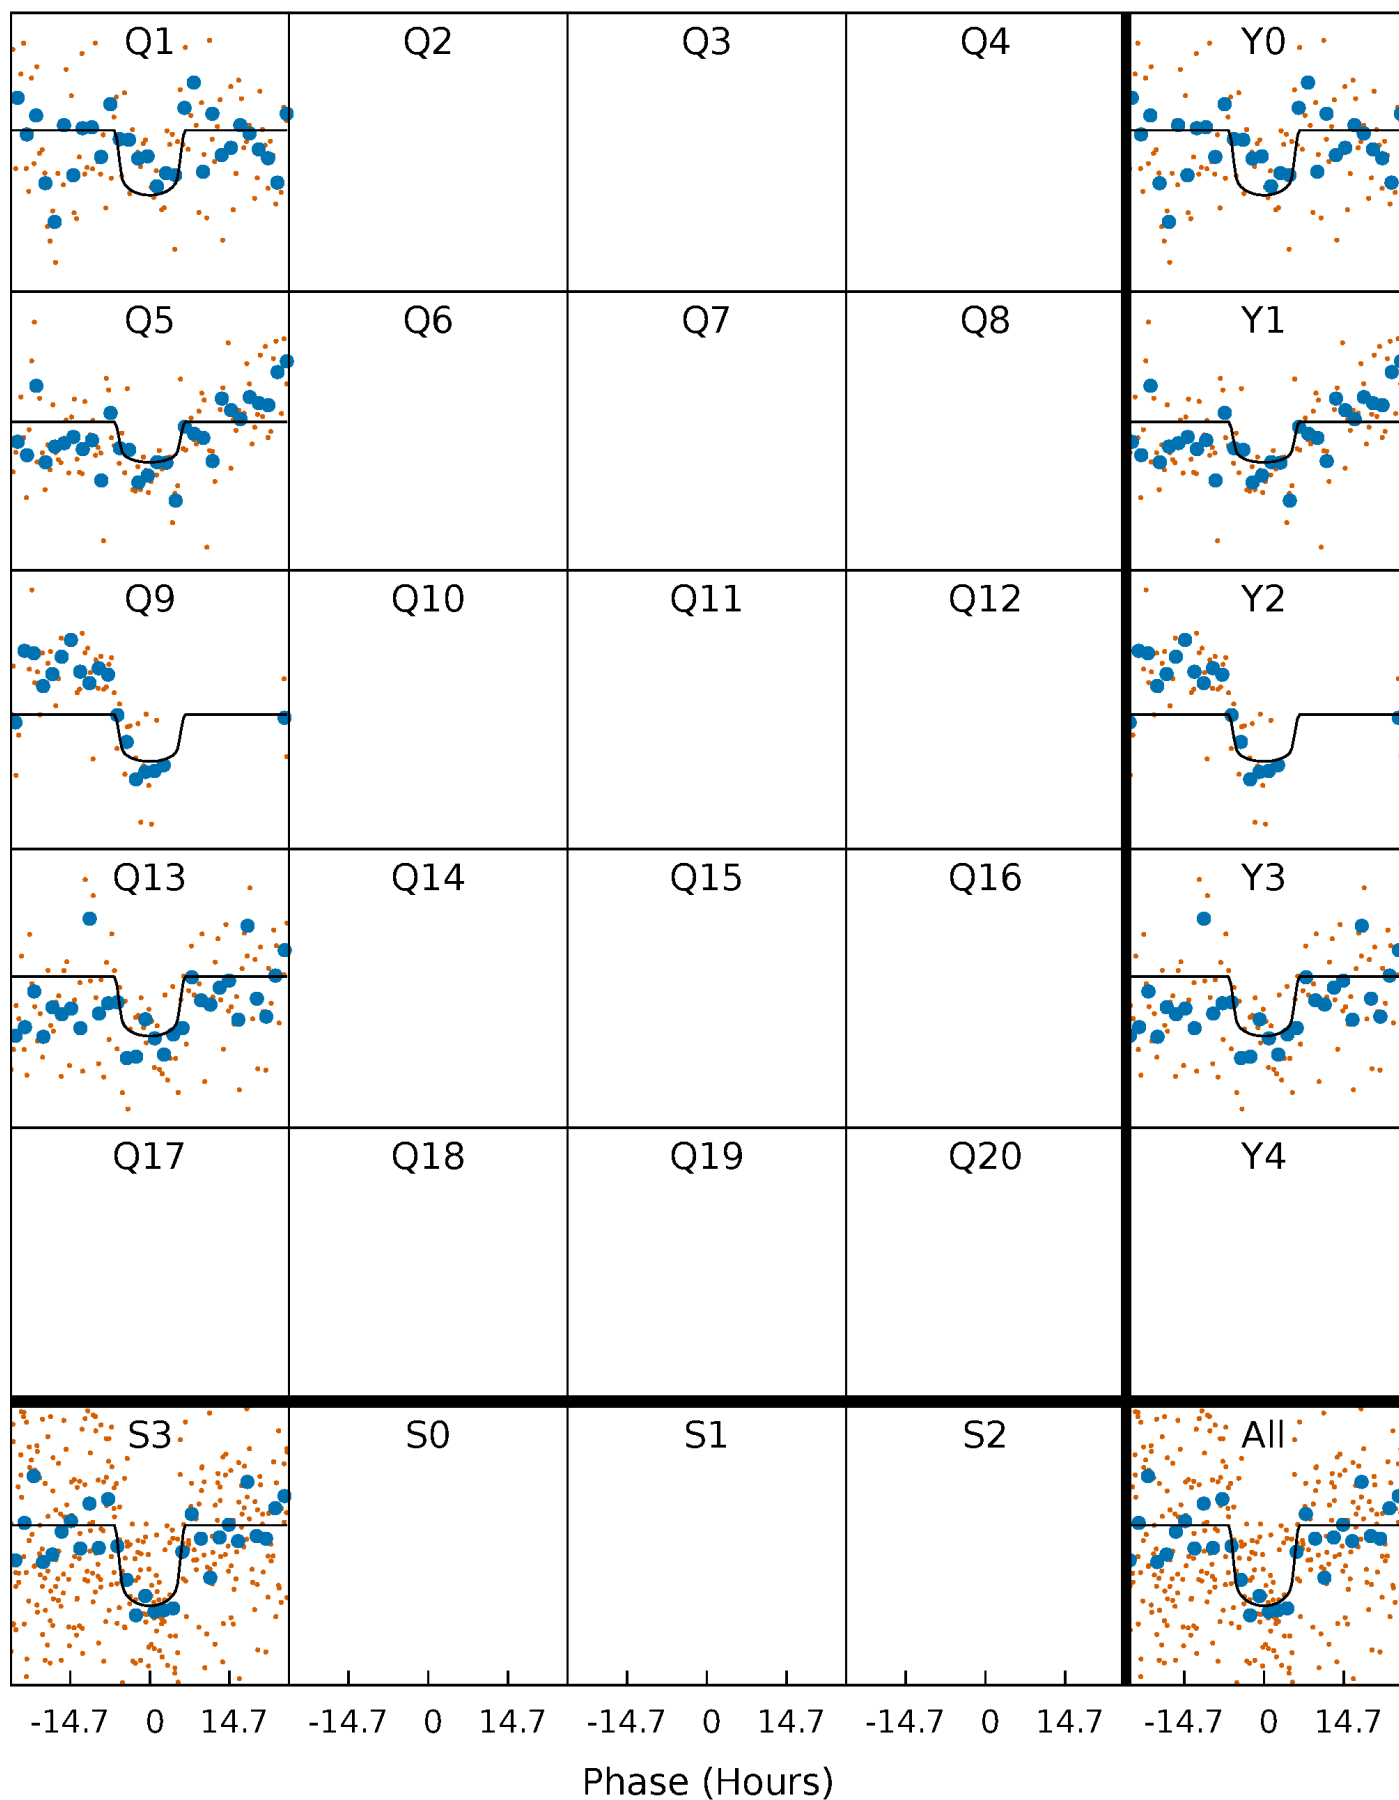 Q1 Q2 Q3 Q4 Y0
Q5 Q6 Q7 Q8 Y1
Q9 Q10 Q11 Q12 Y2
Q13 Q14 Q15 Q16 Y3
Q17 Q18 Q19 Q20 Y4
S3 S0 S1 S2 All
-14.7 0 14.7 -14.7 0 14.7 -14.7 0 14.7 -14.7 0 14.7 -14.7 0 14.7
Phase (Hours)